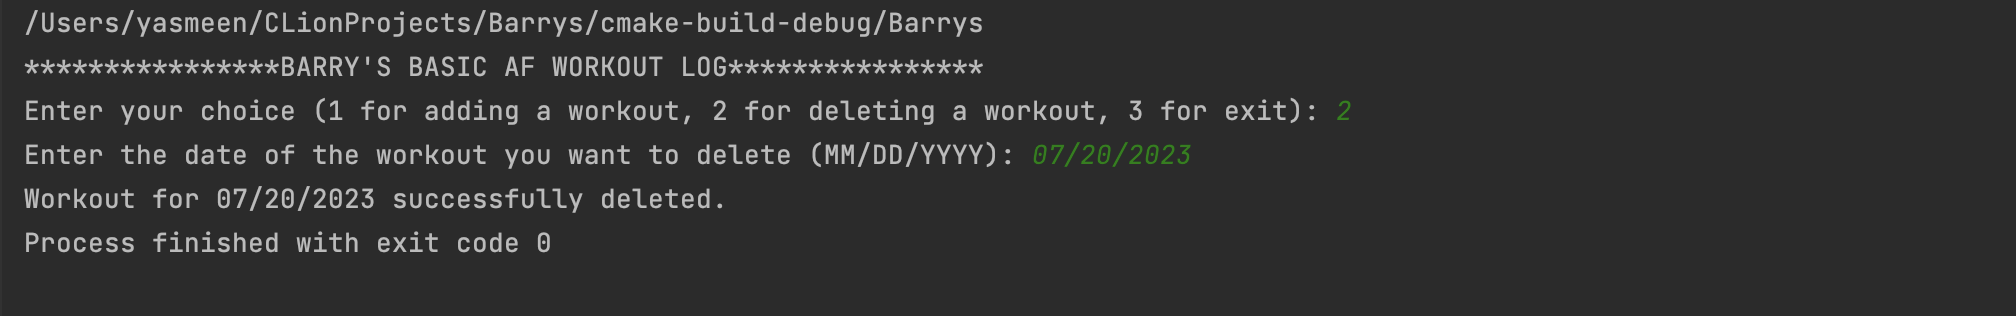 /Users/yasmeen/CLionProjects/Barrys/cmake-build-debug/Barrys
****************BARRY'S BASIC AF WORKOUT LOG****************
Enter your choice (1 for adding a workout, 2 for deleting a workout, 3 for exit): 2
Enter the date of the workout you want to delete (MM/DD/YYYY): 07/20/2023
Workout for 07/20/2023 successfully deleted.
Process finished with exit code 0